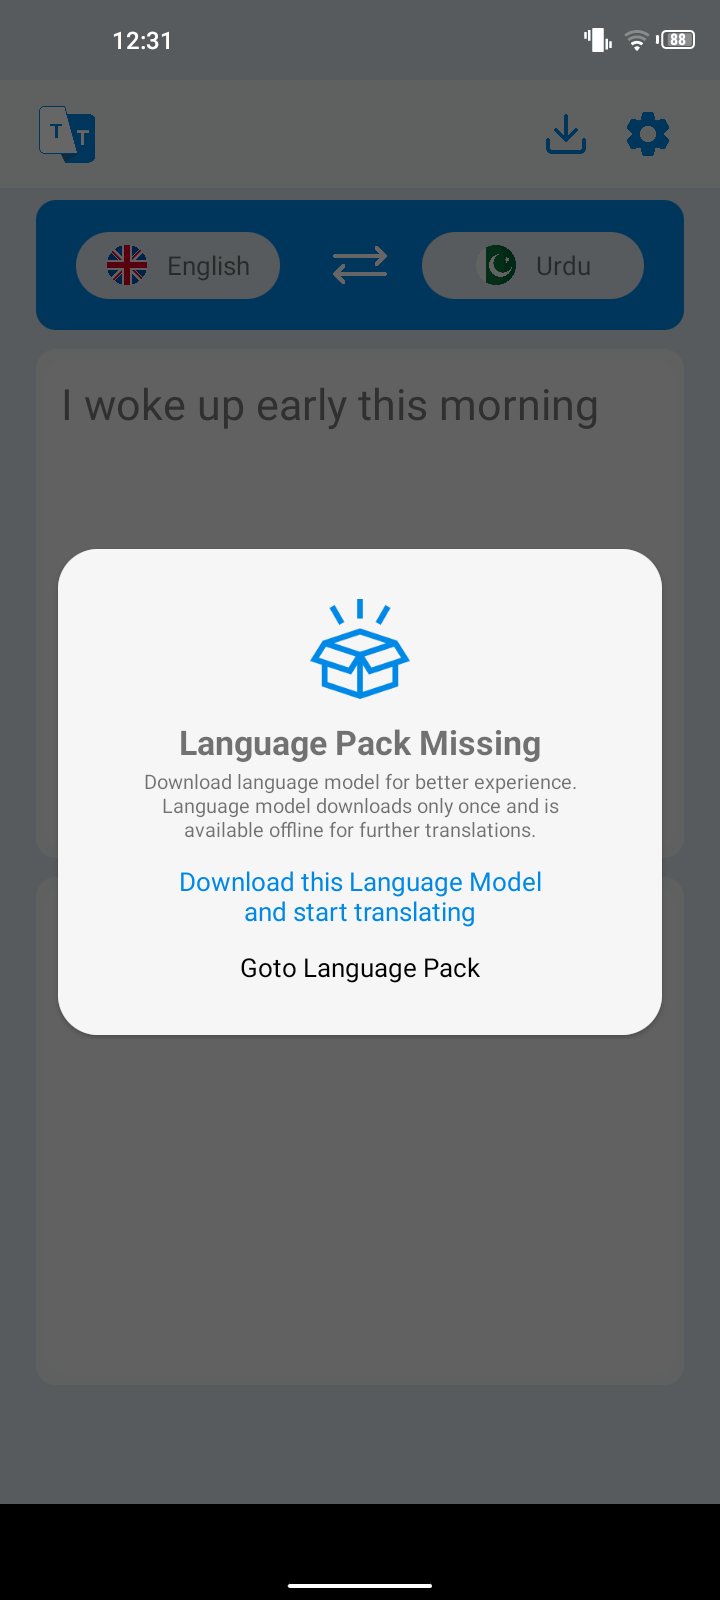 12:31
88
T T
English
Urdu
I woke up early this morning
Language Pack Missing
Download language model for better experience.
Language model downloads only once and is
available offline for further translations.
Download this Language Model
and start translating
Goto Language Pack